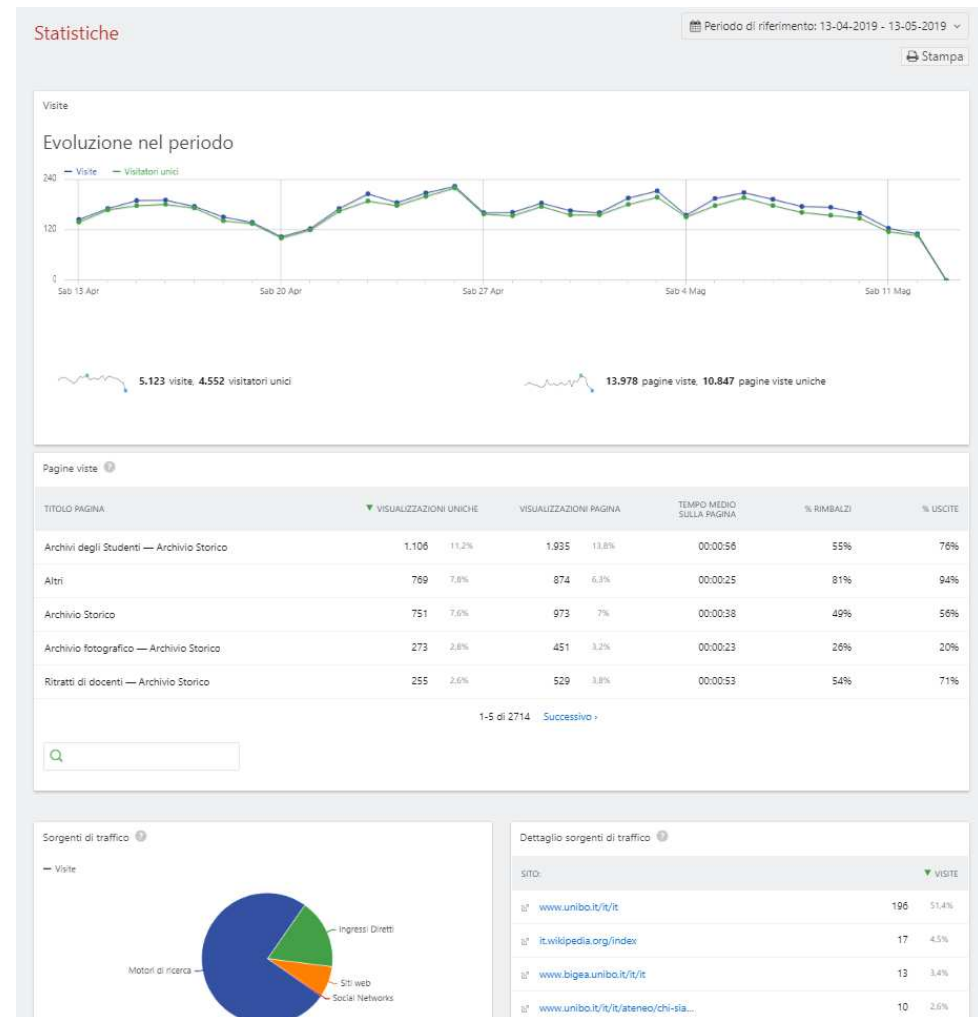 Statistiche
Periodo di riferimento: 13-04-2019 - 13-05-2019
Stampa
Visite
Evoluzione nel periodo
Visite Visitatori unici
240
120
0
Sab 13 Apr Sab 20 Apr Sab 27 Apr Sab 4 Mag Sab 11 Mag
5.123 visite, 4.552 visitatori unici
13.978 pagine viste, 10.847 pagine viste uniche
Pagine viste ?
TITOLO PAGINA ▼ VISUALIZZAZIONI UNICHE VISUALIZZAZIONI PAGINA TEMPO MEDIO SULLA PAGINA % RIMBALZI % USCITE
Archivi degli Studenti — Archivio Storico 1.106 11,2% 1.935 13,8% 00:00:56 55% 76%
Altri 769 7,8% 874 6,3% 00:00:25 81% 94%
Archivio Storico 751 7,6% 973 7% 00:00:38 49% 56%
Archivio fotografico — Archivio Storico 273 2,8% 451 3,2% 00:00:23 26% 20%
Ritratti di docenti — Archivio Storico 255 2,6% 529 3,8% 00:00:53 54% 71%
1-5 di 2714 Successivo ›
Sorgenti di traffico ?
Visite
Ingressi Diretti
Motori di ricerca
Siti web
Social Networks
Dettaglio sorgenti di traffico ?
SITO: ▼ VISITE
www.unibo.it/it/it 196 51,4%
it.wikipedia.org/index 17 4,5%
www.bigea.unibo.it/it/it 13 3,4%
www.unibo.it/it/it/ateneo/chi-sia... 10 2,6%